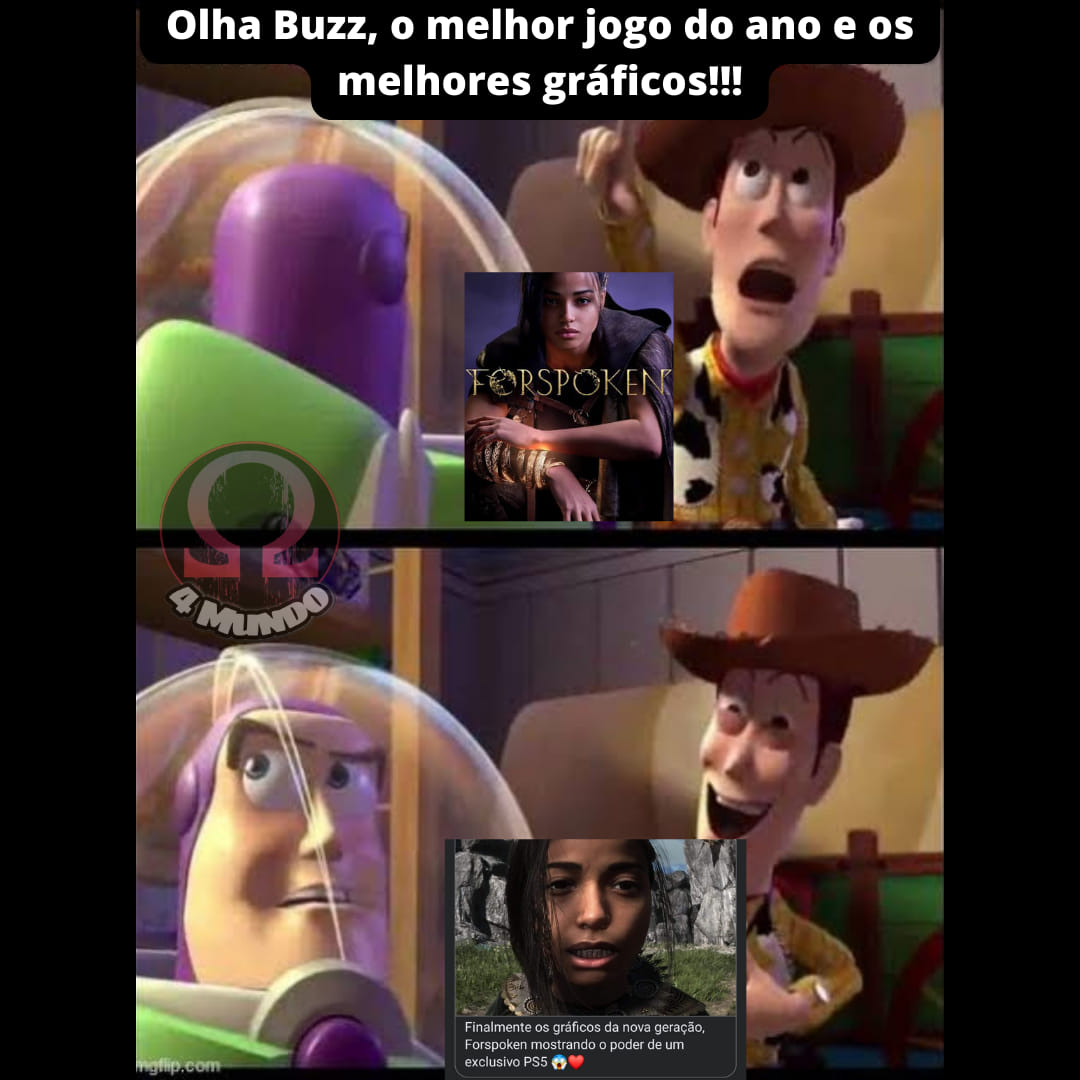 Olha Buzz, o melhor jogo do ano e os
melhores gráficos!!!
FORSPOKEN
4 MUNDO
Finalmente os gráficos da nova geração,
Forspoken mostrando o poder de um
exclusivo PS5 😱❤️
mgflip.com